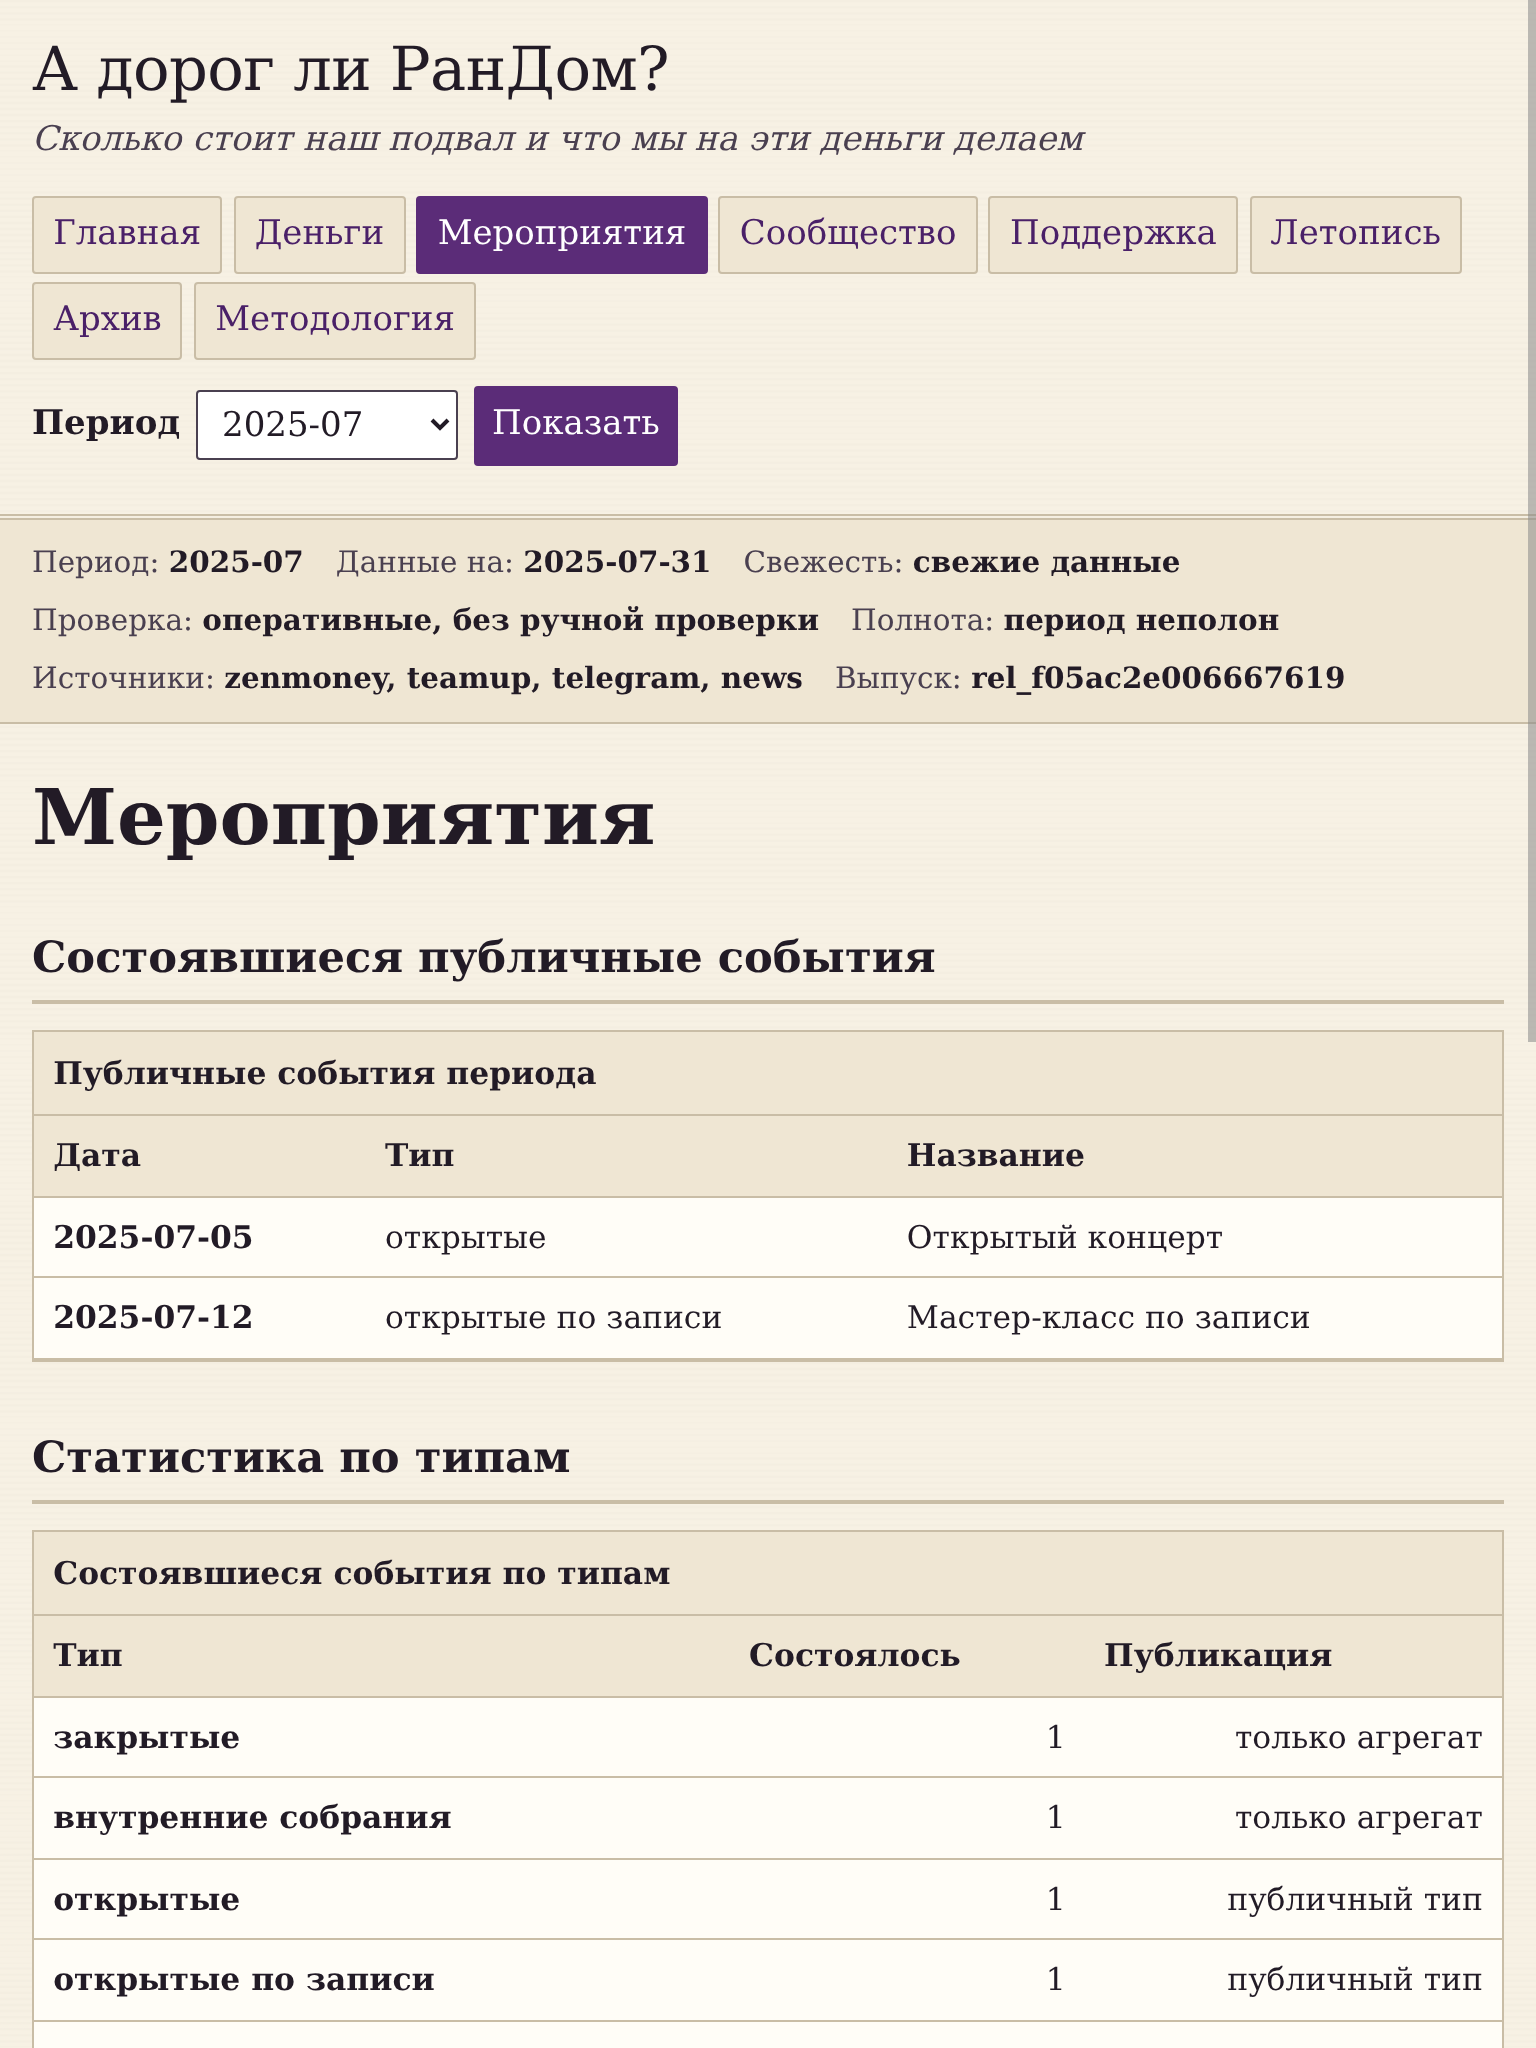 А дорог ли РанДом?
Сколько стоит наш подвал и что мы на эти деньги делаем
Главная Деньги Мероприятия Сообщество Поддержка Летопись
Архив Методология
Период 2025-07 Показать
Период: 2025-07 Данные на: 2025-07-31 Свежесть: свежие данные
Проверка: оперативные, без ручной проверки Полнота: период неполон
Источники: zenmoney, teamup, telegram, news Выпуск: rel_f05ac2e006667619
Мероприятия
Состоявшиеся публичные события
Публичные события периода
Дата Тип Название
2025-07-05 открытые Открытый концерт
2025-07-12 открытые по записи Мастер-класс по записи
Статистика по типам
Состоявшиеся события по типам
Тип Состоялось Публикация
закрытые 1 только агрегат
внутренние собрания 1 только агрегат
открытые 1 публичный тип
открытые по записи 1 публичный тип